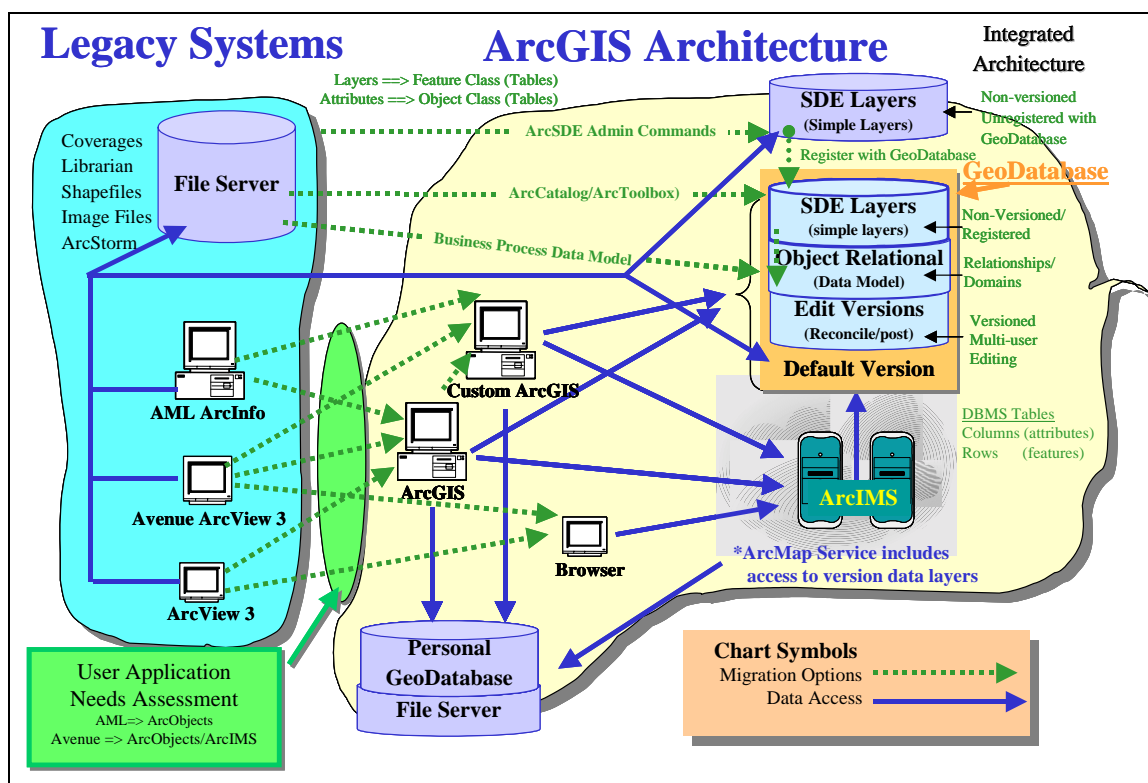 Legacy Systems
ArcGIS Architecture
Integrated
Architecture
Layers ==> Feature Class (Tables)
Attributes ==> Object Class (Tables)
Coverages
Librarian
Shapefiles
Image Files
ArcStorm
File Server
ArcSDE Admin Commands
SDE Layers
(Simple Layers)
Non-versioned
Unregistered with
GeoDatabase
Register with GeoDatabase
GeoDatabase
ArcCatalog/ArcToolbox)
SDE Layers
(simple layers)
Non-Versioned/
Registered
Business Process Data Model
Object Relational
(Data Model)
Relationships/
Domains
Edit Versions
(Reconcile/post)
Versioned
Multi-user
Editing
Default Version
AML ArcInfo
Custom ArcGIS
DBMS Tables
Columns (attributes)
Rows (features)
Avenue ArcView 3
ArcGIS
ArcIMS
Browser
*ArcMap Service includes
access to version data layers
ArcView 3
User Application
Needs Assessment
AML=> ArcObjects
Avenue => ArcObjects/ArcIMS
Personal
GeoDatabase
File Server
Chart Symbols
Migration Options
Data Access